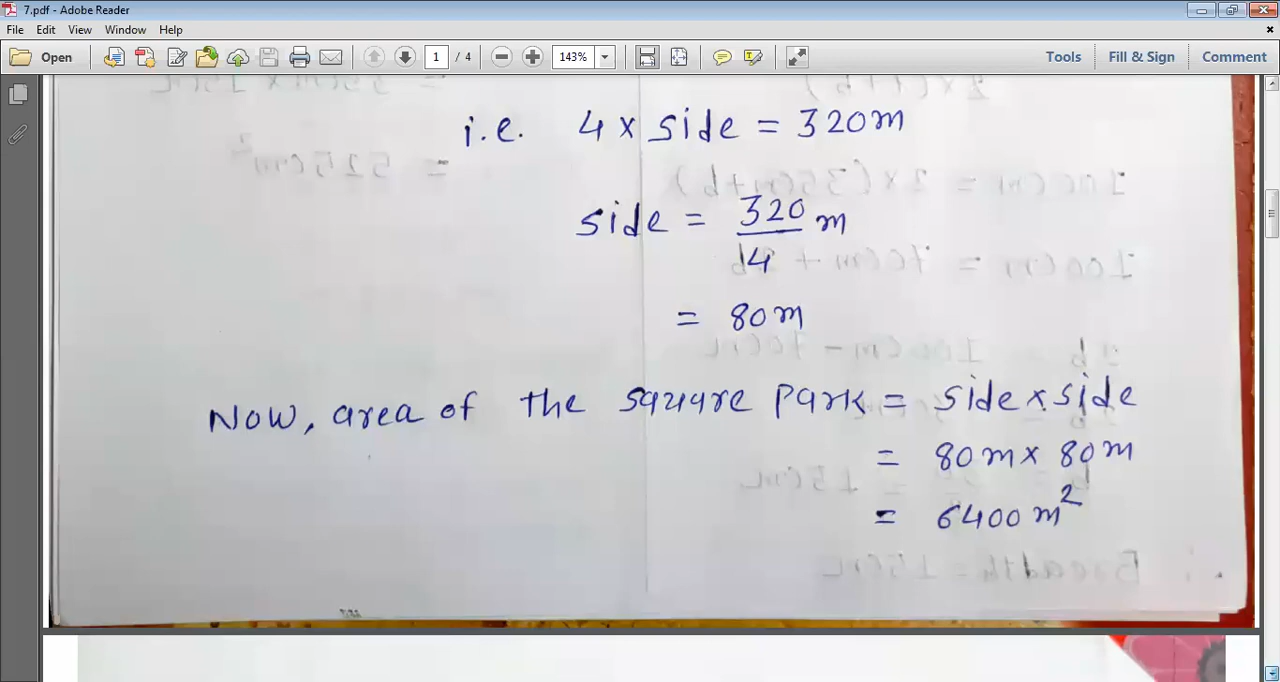 7.pdf - Adobe Reader
File Edit View Window Help
Open 1 / 4 143% Tools Fill & Sign Comment
i.e. 4 x side = 320m
side = 320/4 m
= 80m
Now, area of the square park = side x side
= 80m x 80m
= 6400 m²